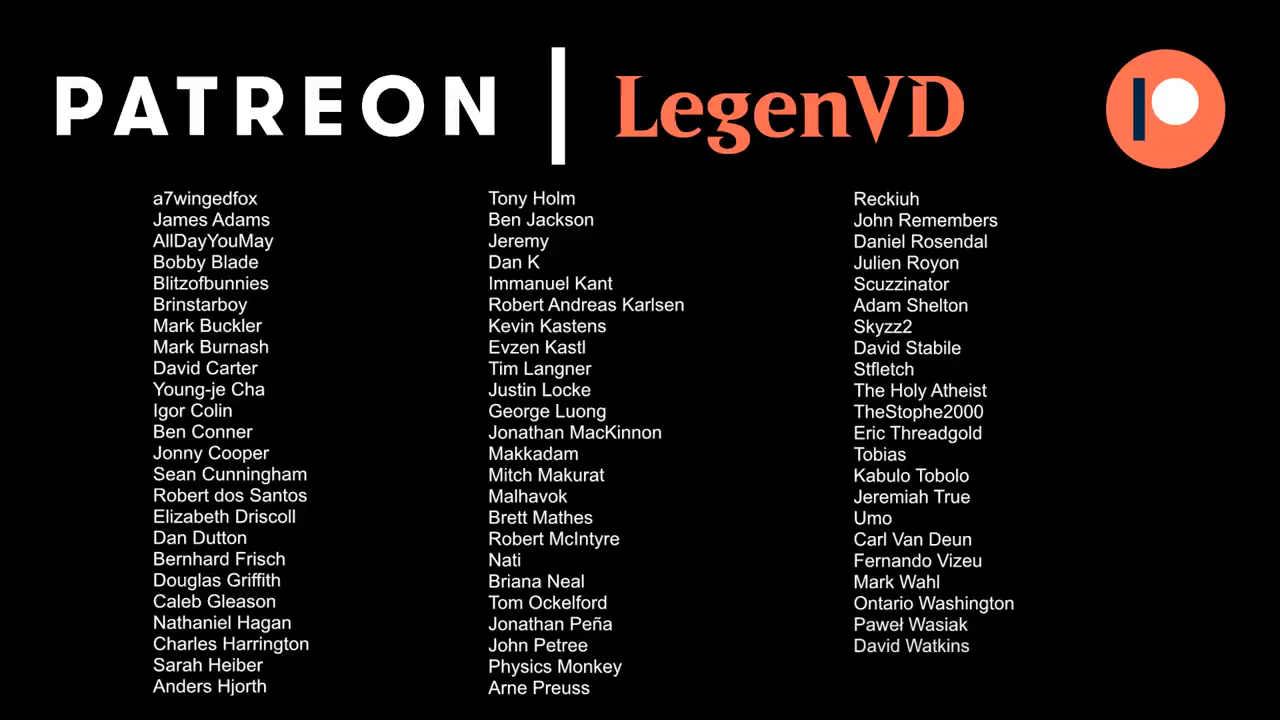 PATREON | LegenVD
a7wingedfox
James Adams
AllDayYouMay
Bobby Blade
Blitzofbunnies
Brinstarboy
Mark Buckler
Mark Burnash
David Carter
Young-je Cha
Igor Colin
Ben Conner
Jonny Cooper
Sean Cunningham
Robert dos Santos
Elizabeth Driscoll
Dan Dutton
Bernhard Frisch
Douglas Griffith
Caleb Gleason
Nathaniel Hagan
Charles Harrington
Sarah Heiber
Anders Hjorth
Tony Holm
Ben Jackson
Jeremy
Dan K
Immanuel Kant
Robert Andreas Karlsen
Kevin Kastens
Evzen Kastl
Tim Langner
Justin Locke
George Luong
Jonathan MacKinnon
Makkadam
Mitch Makurat
Malhavok
Brett Mathes
Robert McIntyre
Nati
Briana Neal
Tom Ockelford
Jonathan Peña
John Petree
Physics Monkey
Arne Preuss
Reckiuh
John Remembers
Daniel Rosendal
Julien Royon
Scuzzinator
Adam Shelton
Skyzz2
David Stabile
Stfletch
The Holy Atheist
TheStophe2000
Eric Threadgold
Tobias
Kabulo Tobolo
Jeremiah True
Umo
Carl Van Deun
Fernando Vizeu
Mark Wahl
Ontario Washington
Paweł Wasiak
David Watkins